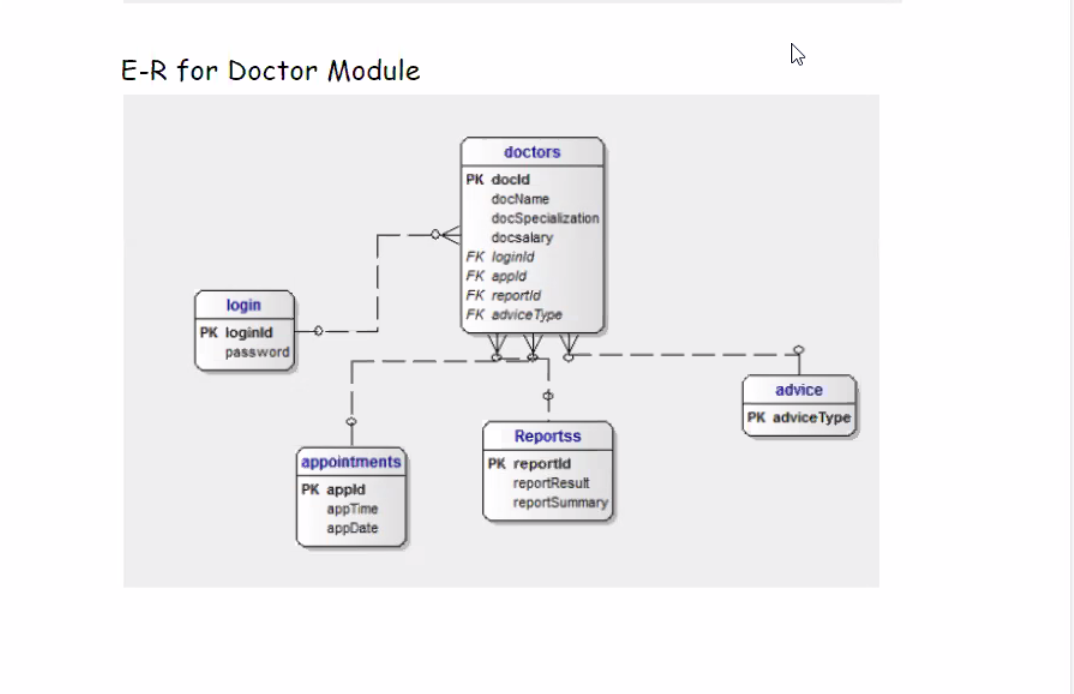 E-R for Doctor Module
doctors
PK docId
docName
docSpecialization
docsalary
FK loginId
FK appId
FK reportId
FK adviceType
login
PK loginId
password
advice
PK adviceType
appointments
PK appId
appTime
appDate
Reportss
PK reportId
reportResult
reportSummary